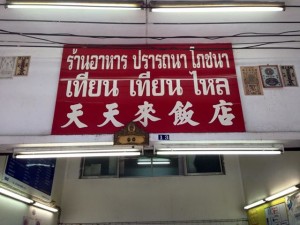 ร้านอาหาร ปรารถนา โภชนา
เทียน เทียน ไหล
天天來飯店
19